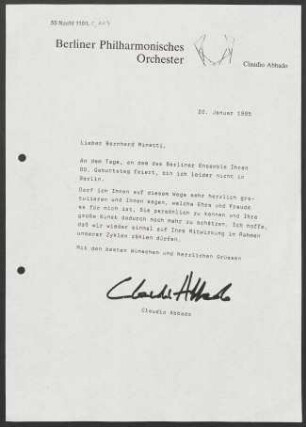 Berliner Philharmonisches
Orchester
Claudio Abbado
20. Januar 1995
Lieber Bernhard Minetti,
An dem Tage, an dem das Berliner Ensemble Ihren
90. Geburtstag feiert, bin ich leider nicht in
Berlin.
Darf ich Ihnen auf diesem Wege sehr herzlich gra-
tulieren und Ihnen sagen, welche Ehre und Freude
es für mich ist, Sie persönlich zu kennen und Ihre
große Kunst dadurch noch mehr zu schätzen. Ich hoffe,
daß wir wieder einmal auf Ihre Mitwirkung im Rahmen
unserer Zyklen zählen dürfen.
Mit den besten Wünschen und herzlichen Grüssen
Claudio Abbado
Claudio Abbado